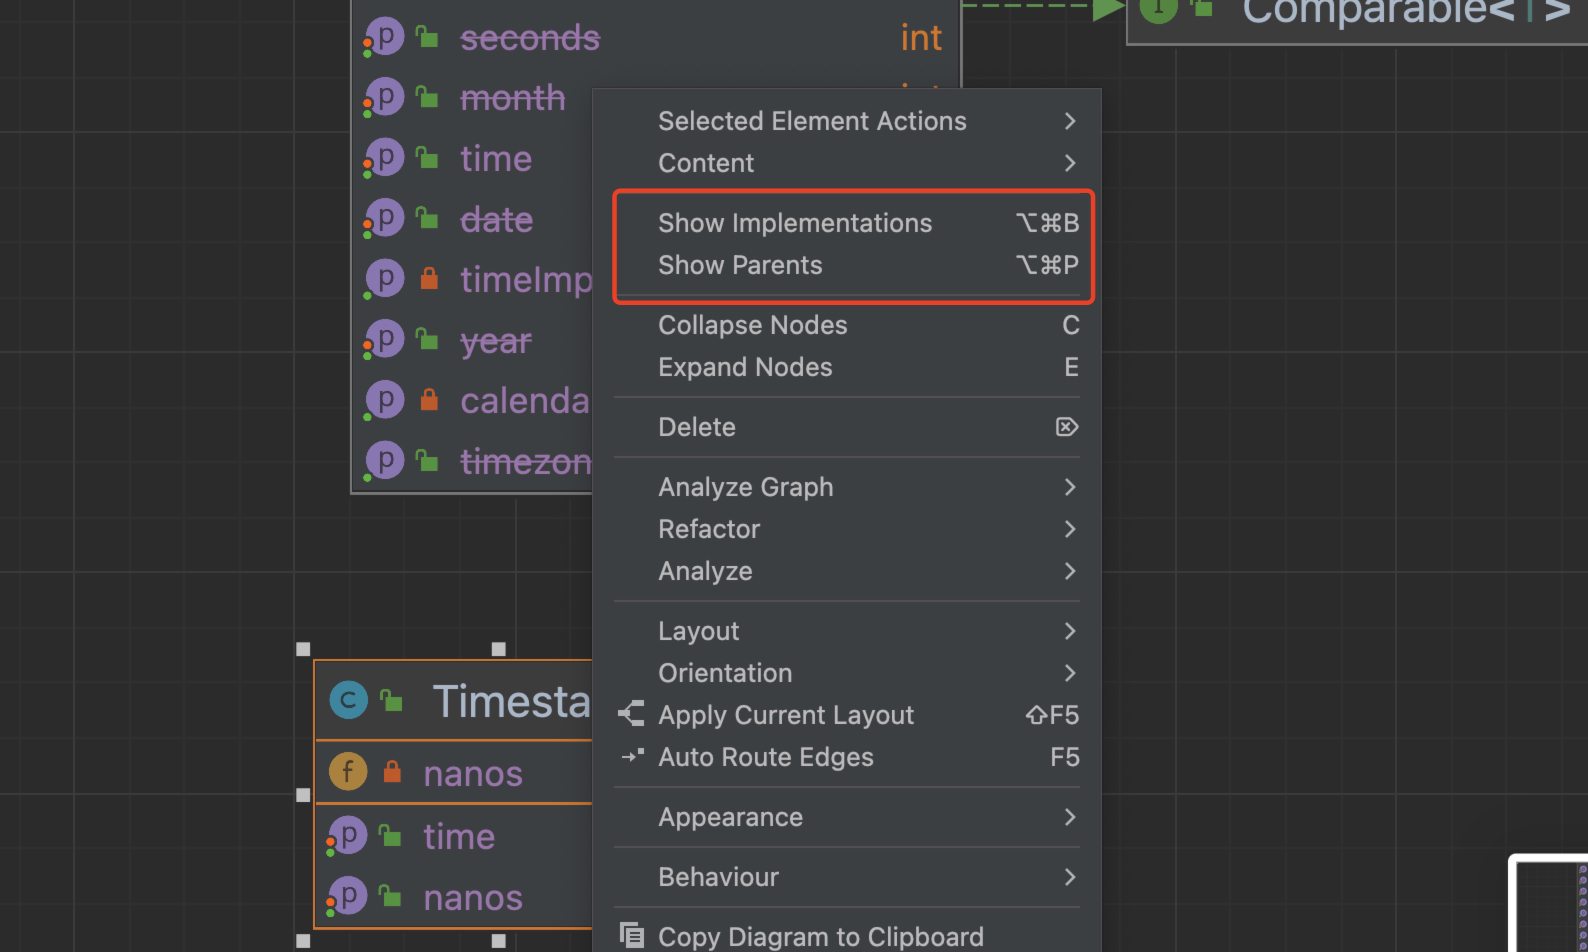 Comparable<T>
p seconds int
p month
p time
p date
p timeImp
p year
p calenda
p timezon
Selected Element Actions
Content
Show Implementations ⌥⌘B
Show Parents ⌥⌘P
Collapse Nodes C
Expand Nodes E
Delete ⌦
Analyze Graph
Refactor
Analyze
Layout
Orientation
Apply Current Layout ⇧F5
Auto Route Edges F5
Appearance
Behaviour
Copy Diagram to Clipboard
C Timesta
f nanos
p time
p nanos